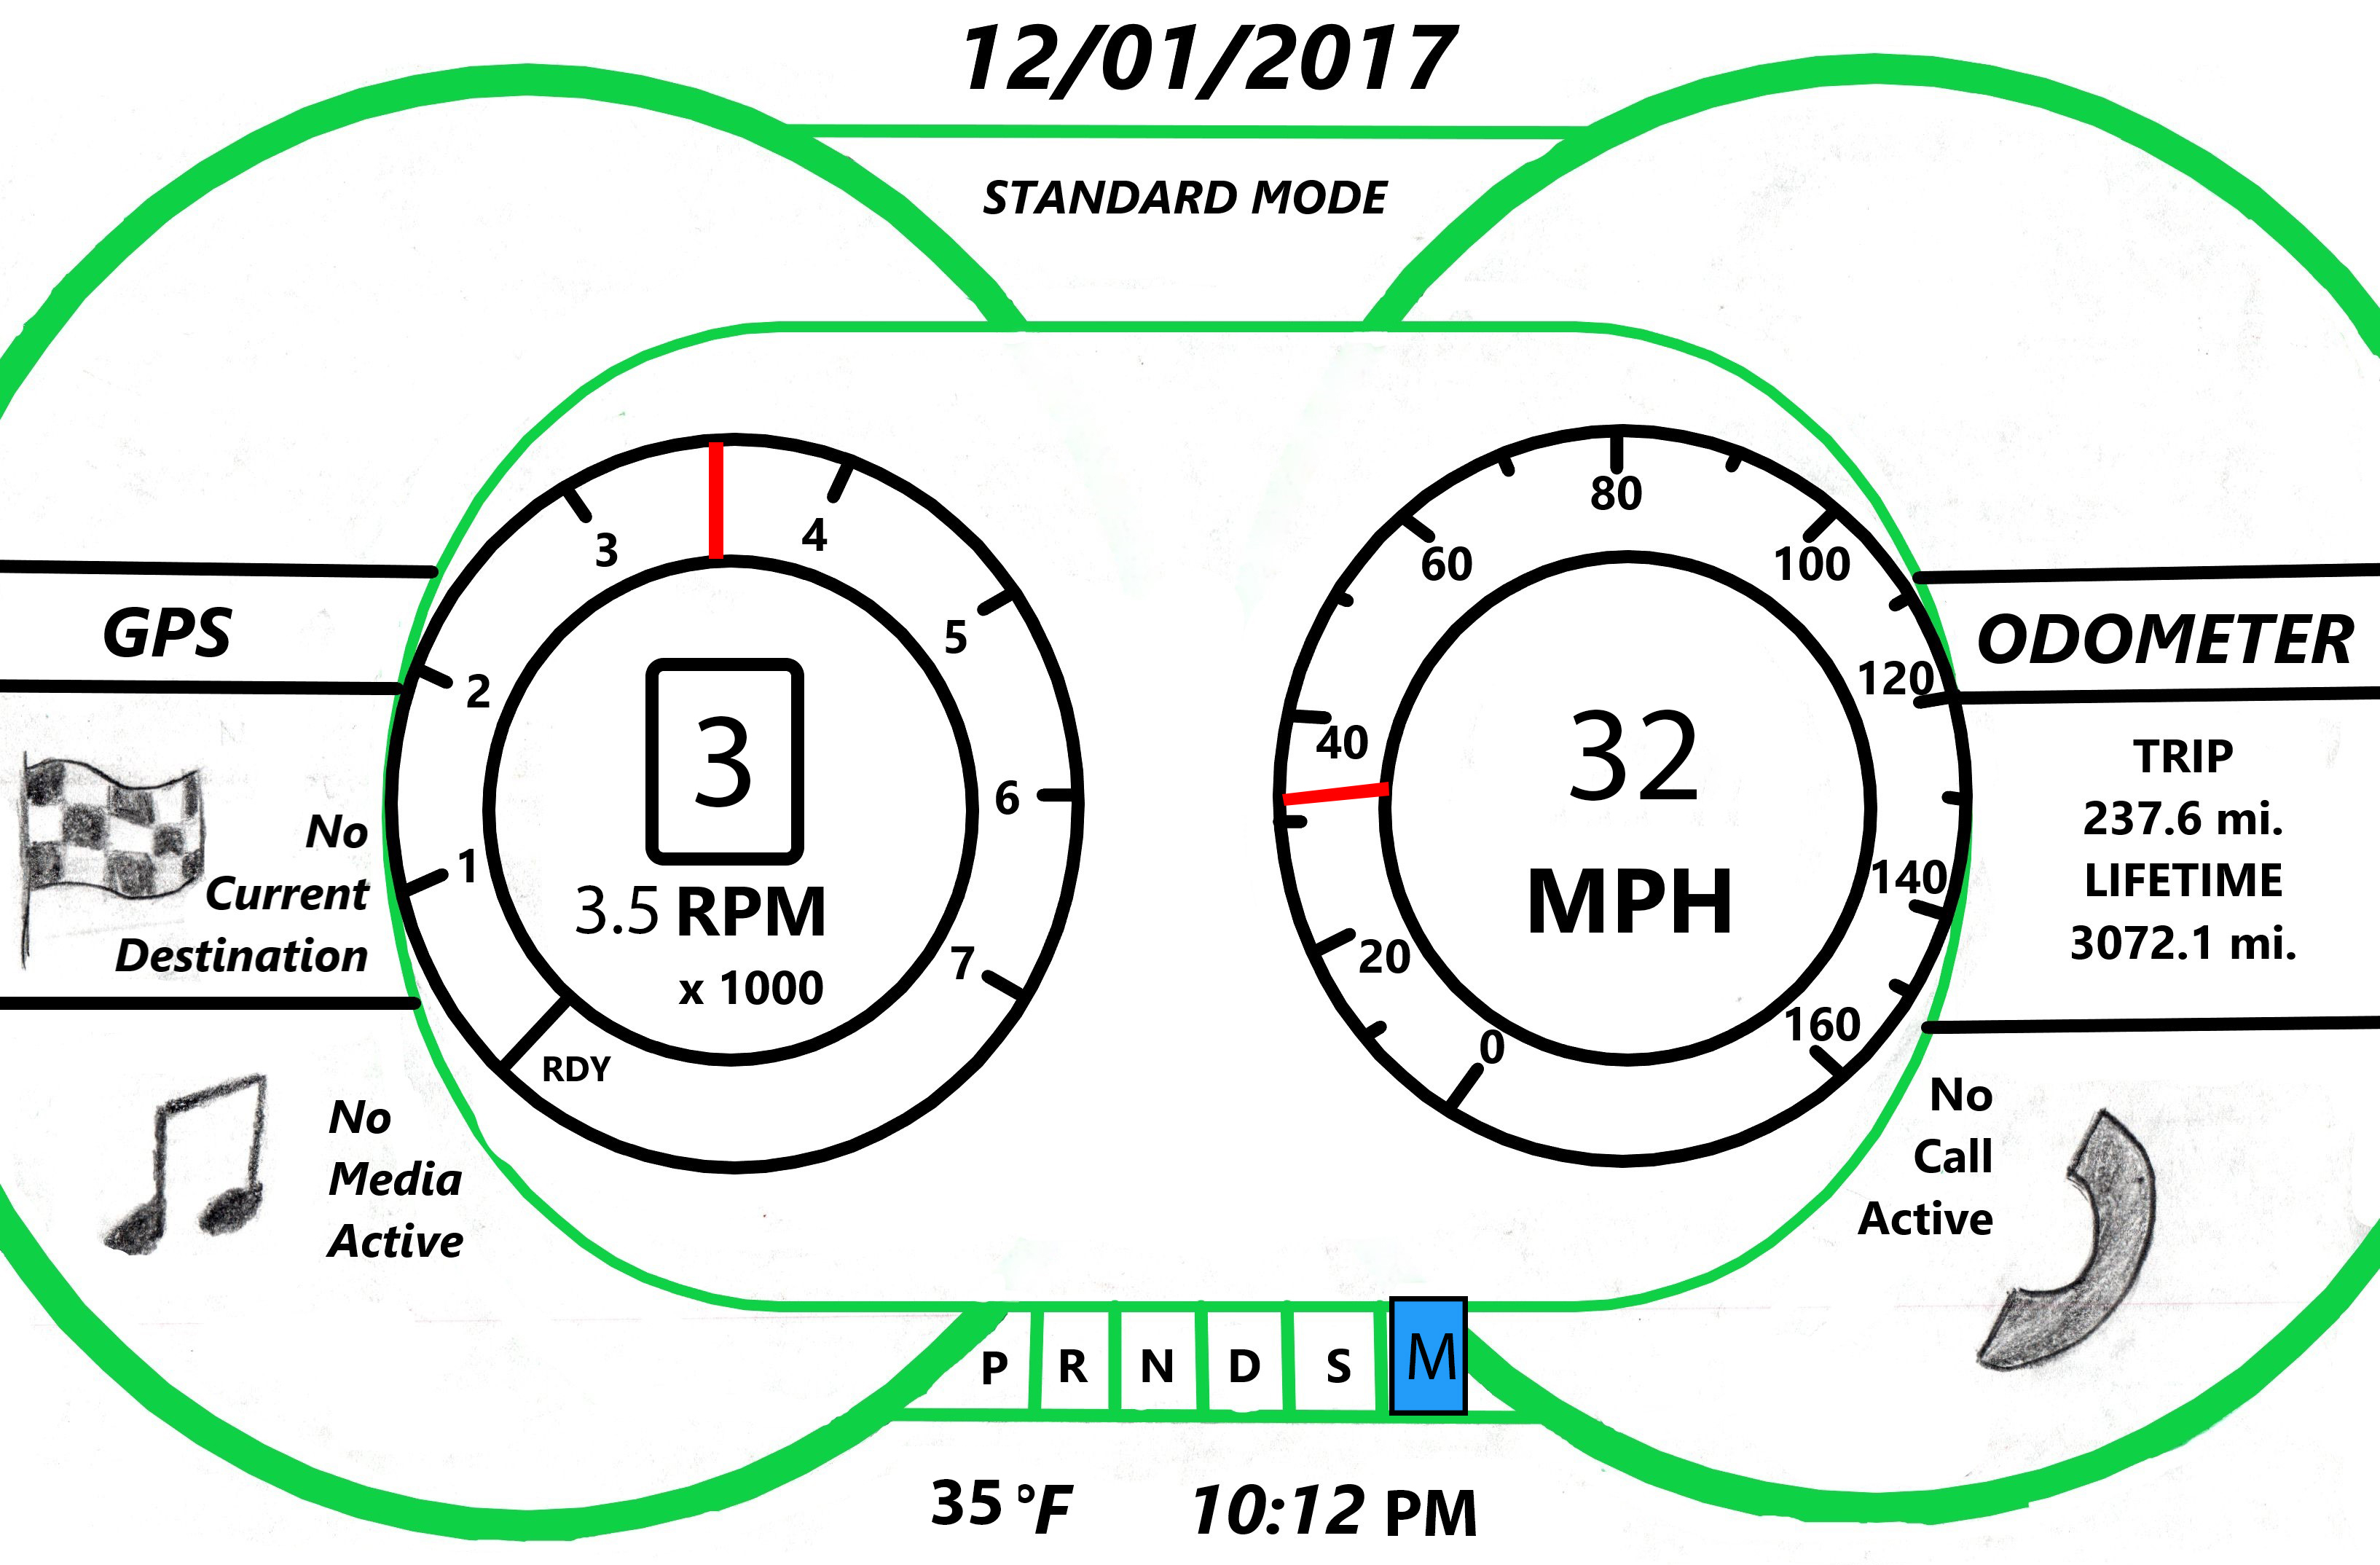 12/01/2017
STANDARD MODE
GPS
No
Current
Destination
No
Media
Active
RDY
1
2
3
4
5
6
7
3
3.5 RPM
x 1000
0
20
40
60
80
100
120
140
160
32
MPH
ODOMETER
TRIP
237.6 mi.
LIFETIME
3072.1 mi.
No
Call
Active
P R N D S M
35 °F 10:12 PM